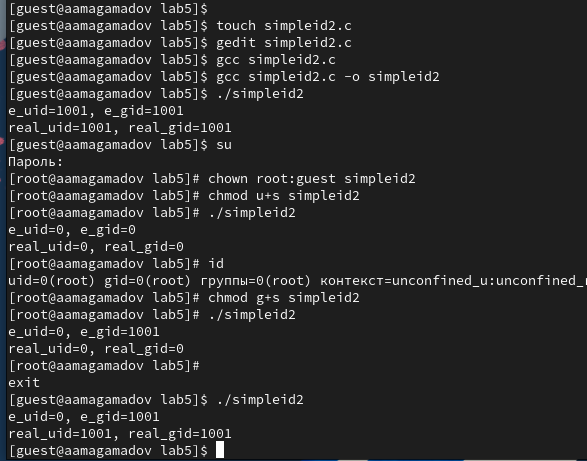 [guest@aamagamadov lab5]$
[guest@aamagamadov lab5]$ touch simpleid2.c
[guest@aamagamadov lab5]$ gedit simpleid2.c
[guest@aamagamadov lab5]$ gcc simpleid2.c
[guest@aamagamadov lab5]$ gcc simpleid2.c -o simpleid2
[guest@aamagamadov lab5]$ ./simpleid2
e_uid=1001, e_gid=1001
real_uid=1001, real_gid=1001
[guest@aamagamadov lab5]$ su
Пароль:
[root@aamagamadov lab5]# chown root:guest simpleid2
[root@aamagamadov lab5]# chmod u+s simpleid2
[root@aamagamadov lab5]# ./simpleid2
e_uid=0, e_gid=0
real_uid=0, real_gid=0
[root@aamagamadov lab5]# id
uid=0(root) gid=0(root) группы=0(root) контекст=unconfined_u:unconfined_
[root@aamagamadov lab5]# chmod g+s simpleid2
[root@aamagamadov lab5]# ./simpleid2
e_uid=0, e_gid=1001
real_uid=0, real_gid=0
[root@aamagamadov lab5]#
exit
[guest@aamagamadov lab5]$ ./simpleid2
e_uid=0, e_gid=1001
real_uid=1001, real_gid=1001
[guest@aamagamadov lab5]$